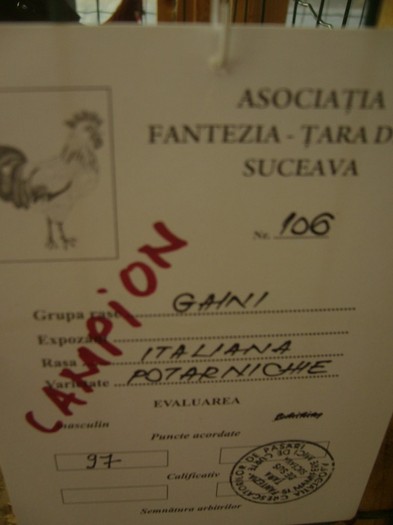 ASOCIAȚIA
FANTEZIA - ȚARA D
SUCEAVA
Nr. 106
Grupa rase GAINI
Expozant
Rasa ITALIANA
Varietate POTARNICHE
CAMPION
EVALUAREA
masculin
Puncte acordate
97
Calificativ
Semnătura arbitrilor